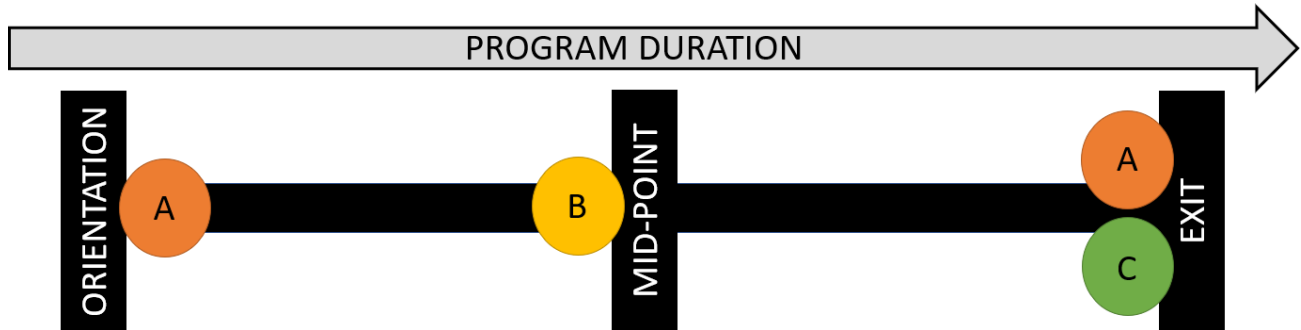 PROGRAM DURATION
ORIENTATION
A
B
MID-POINT
A
C
EXIT